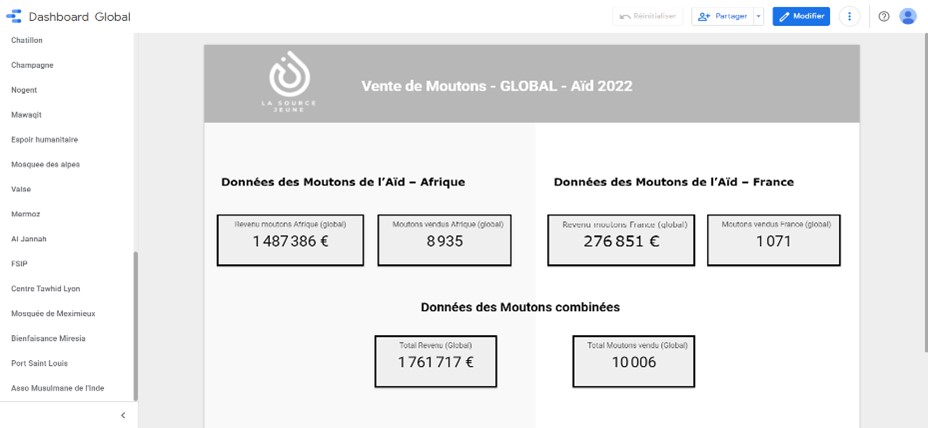 Dashboard Global
Réinitialiser
Partager
Modifier
Chatillon
Champagne
Nogent
Mawaqit
Espoir humanitaire
Mosquee des alpes
Valse
Mermoz
Al Jannah
FSIP
Centre Tawhid Lyon
Mosquée de Meximieux
Bienfaisance Miresia
Port Saint Louis
Asso Musulmane de l'Inde
LA SOURCE
JEUNE
Vente de Moutons - GLOBAL - Aïd 2022
Données des Moutons de l'Aïd – Afrique
Données des Moutons de l'Aïd – France
Revenu moutons Afrique (global)
1 487 386 €
Moutons vendus Afrique (global)
8 935
Revenu moutons France (global)
276 851 €
Moutons vendus France (global)
1 071
Données des Moutons combinées
Total Revenu (Global)
1 761 717 €
Total Moutons vendu (Global)
10 006